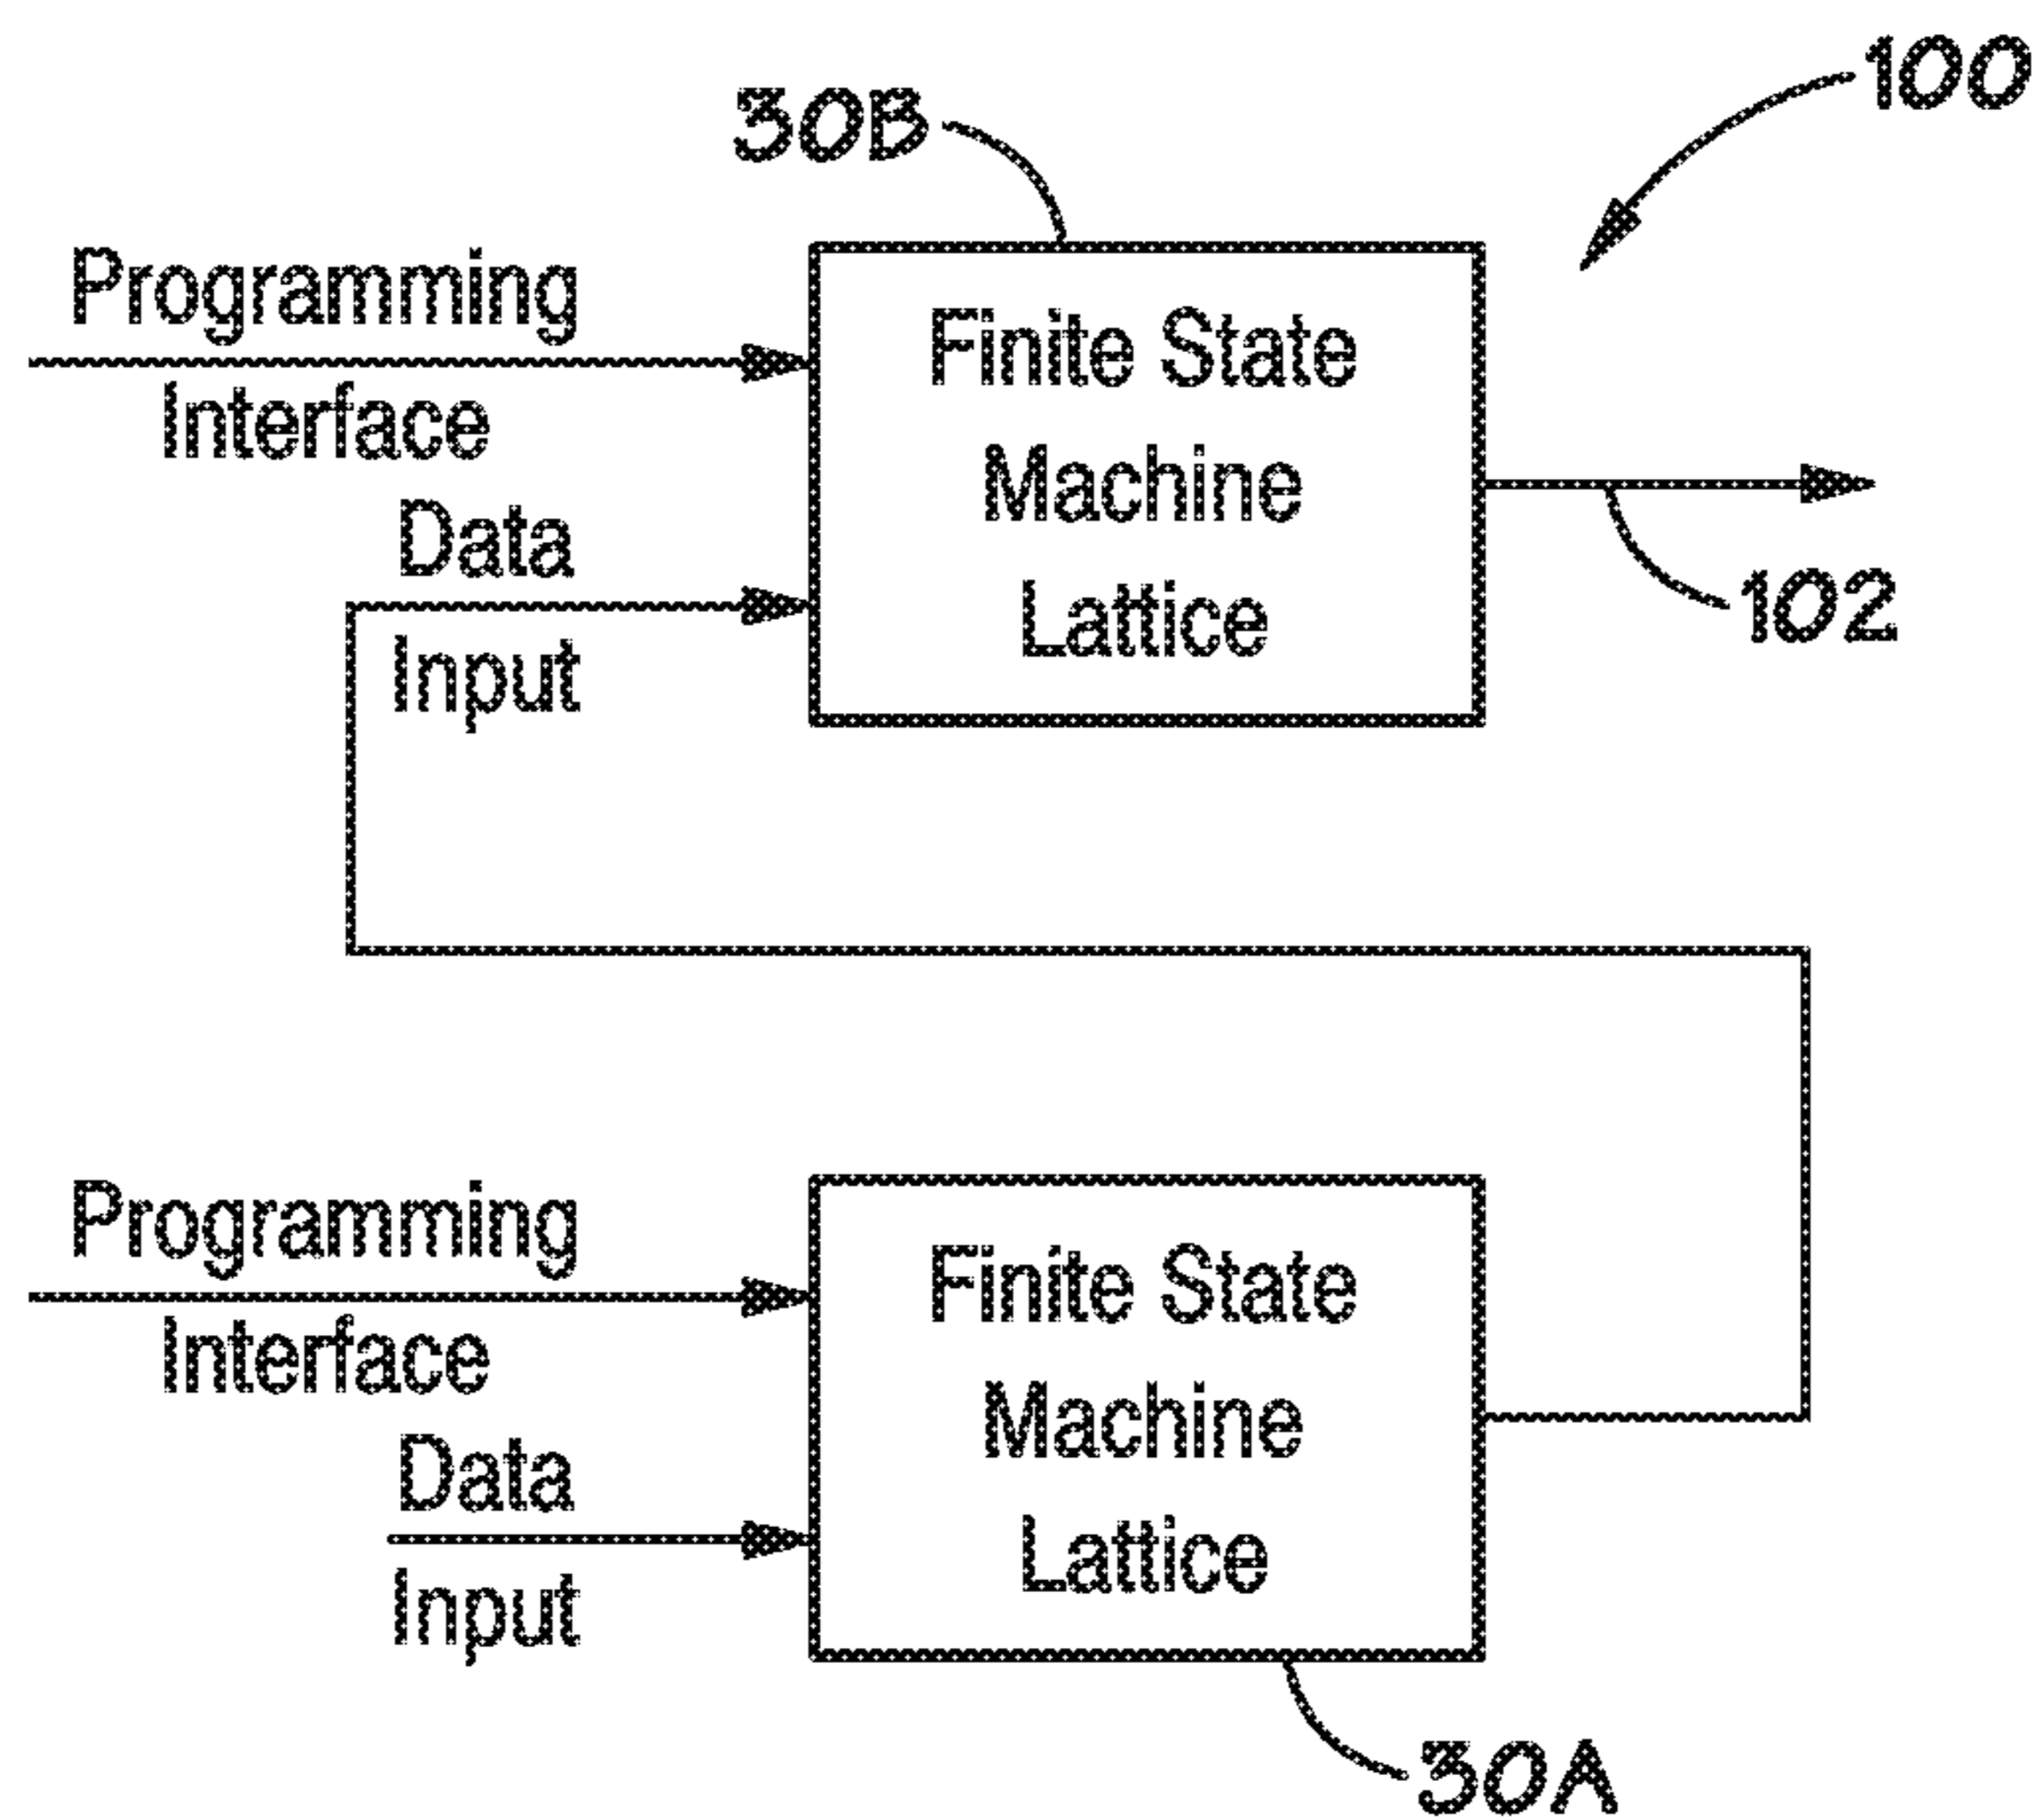 100
30B
Programming
Interface
Data
Input
Finite State
Machine
Lattice
102
Programming
Interface
Data
Input
Finite State
Machine
Lattice
30A